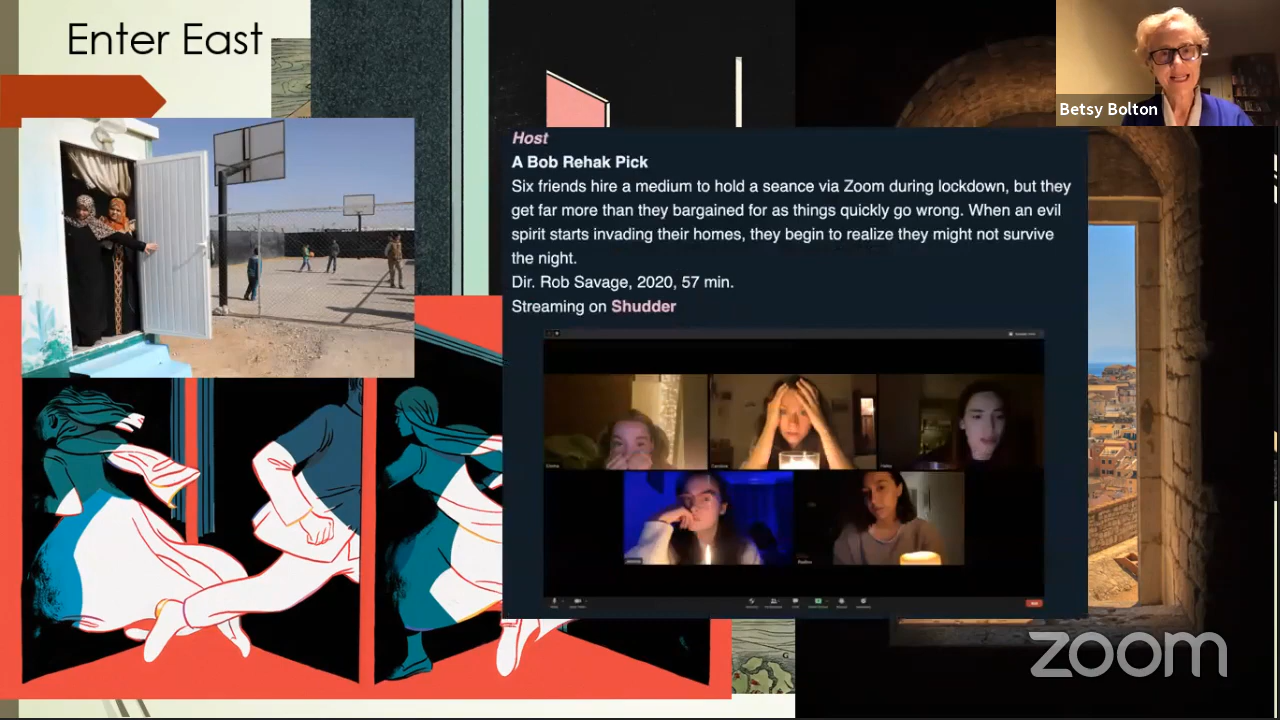 Enter East
Betsy Bolton
Host
A Bob Rehak Pick
Six friends hire a medium to hold a seance via Zoom during lockdown, but they
get far more than they bargained for as things quickly go wrong. When an evil
spirit starts invading their homes, they begin to realize they might not survive
the night.
Dir. Rob Savage, 2020, 57 min.
Streaming on Shudder
zoom